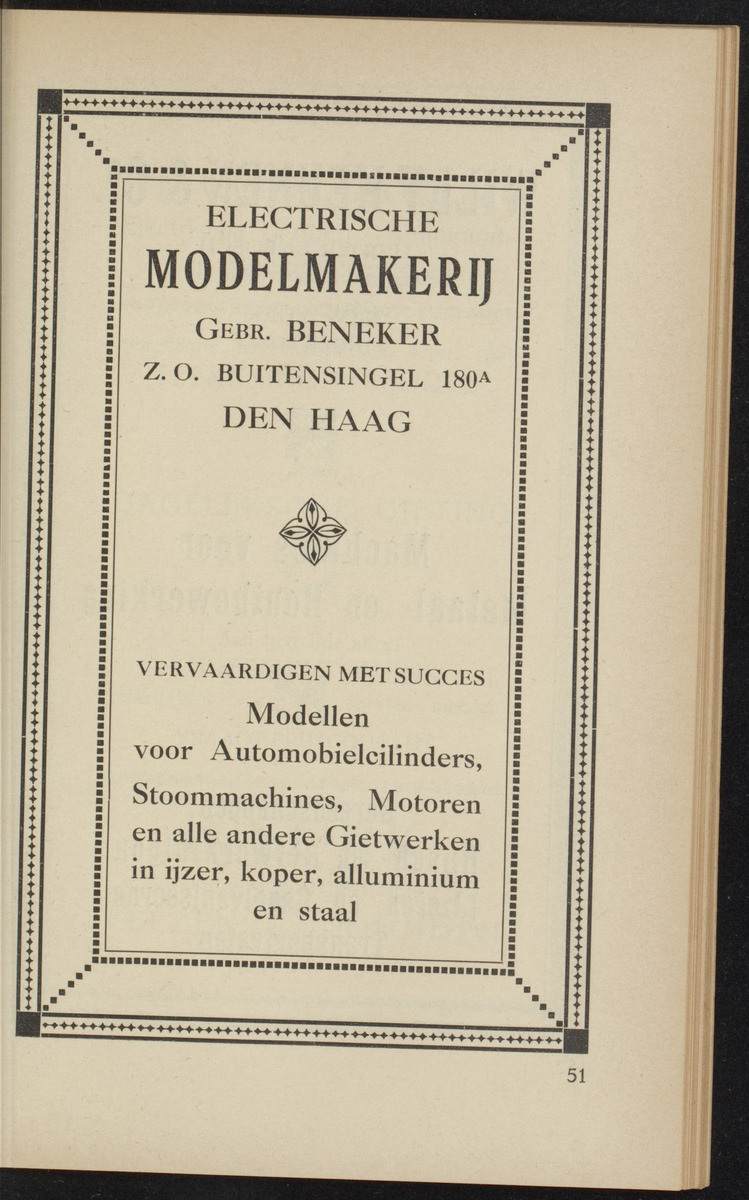 ELECTRISCHE
MODELMAKERIJ
GEBR. BENEKER
Z. O. BUITENSINGEL 180A
DEN HAAG
VERVAARDIGEN MET SUCCES
Modellen
voor Automobielcilinders,
Stoommachines, Motoren
en alle andere Gietwerken
in ijzer, koper, alluminium
en staal
51